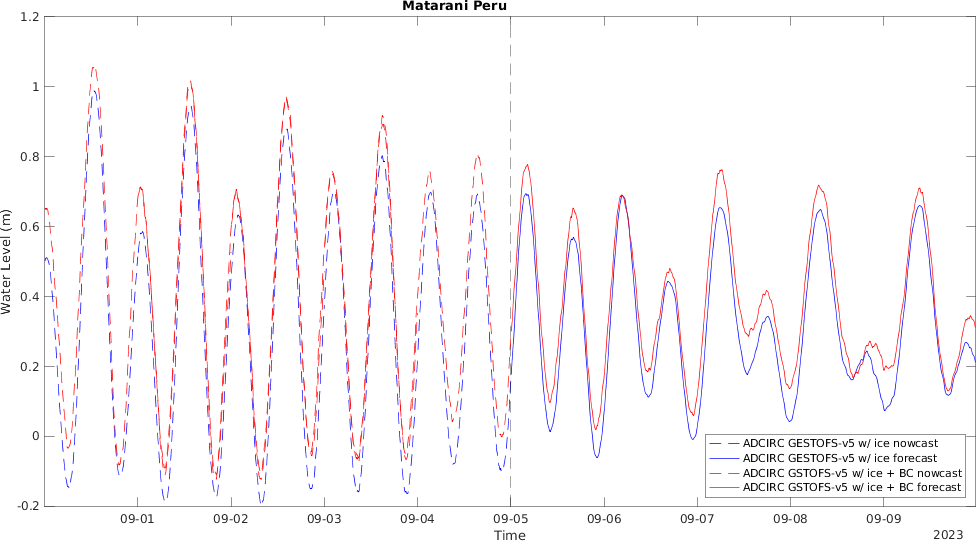 Matarani Peru
1.2
1
0.8
0.6
0.4
0.2
0
-0.2
Water Level (m)
09-01 09-02 09-03 09-04 09-05 09-06 09-07 09-08 09-09
Time
2023
ADCIRC GESTOFS-v5 w/ ice nowcast
ADCIRC GESTOFS-v5 w/ ice forecast
ADCIRC GSTOFS-v5 w/ ice + BC nowcast
ADCIRC GSTOFS-v5 w/ ice + BC forecast